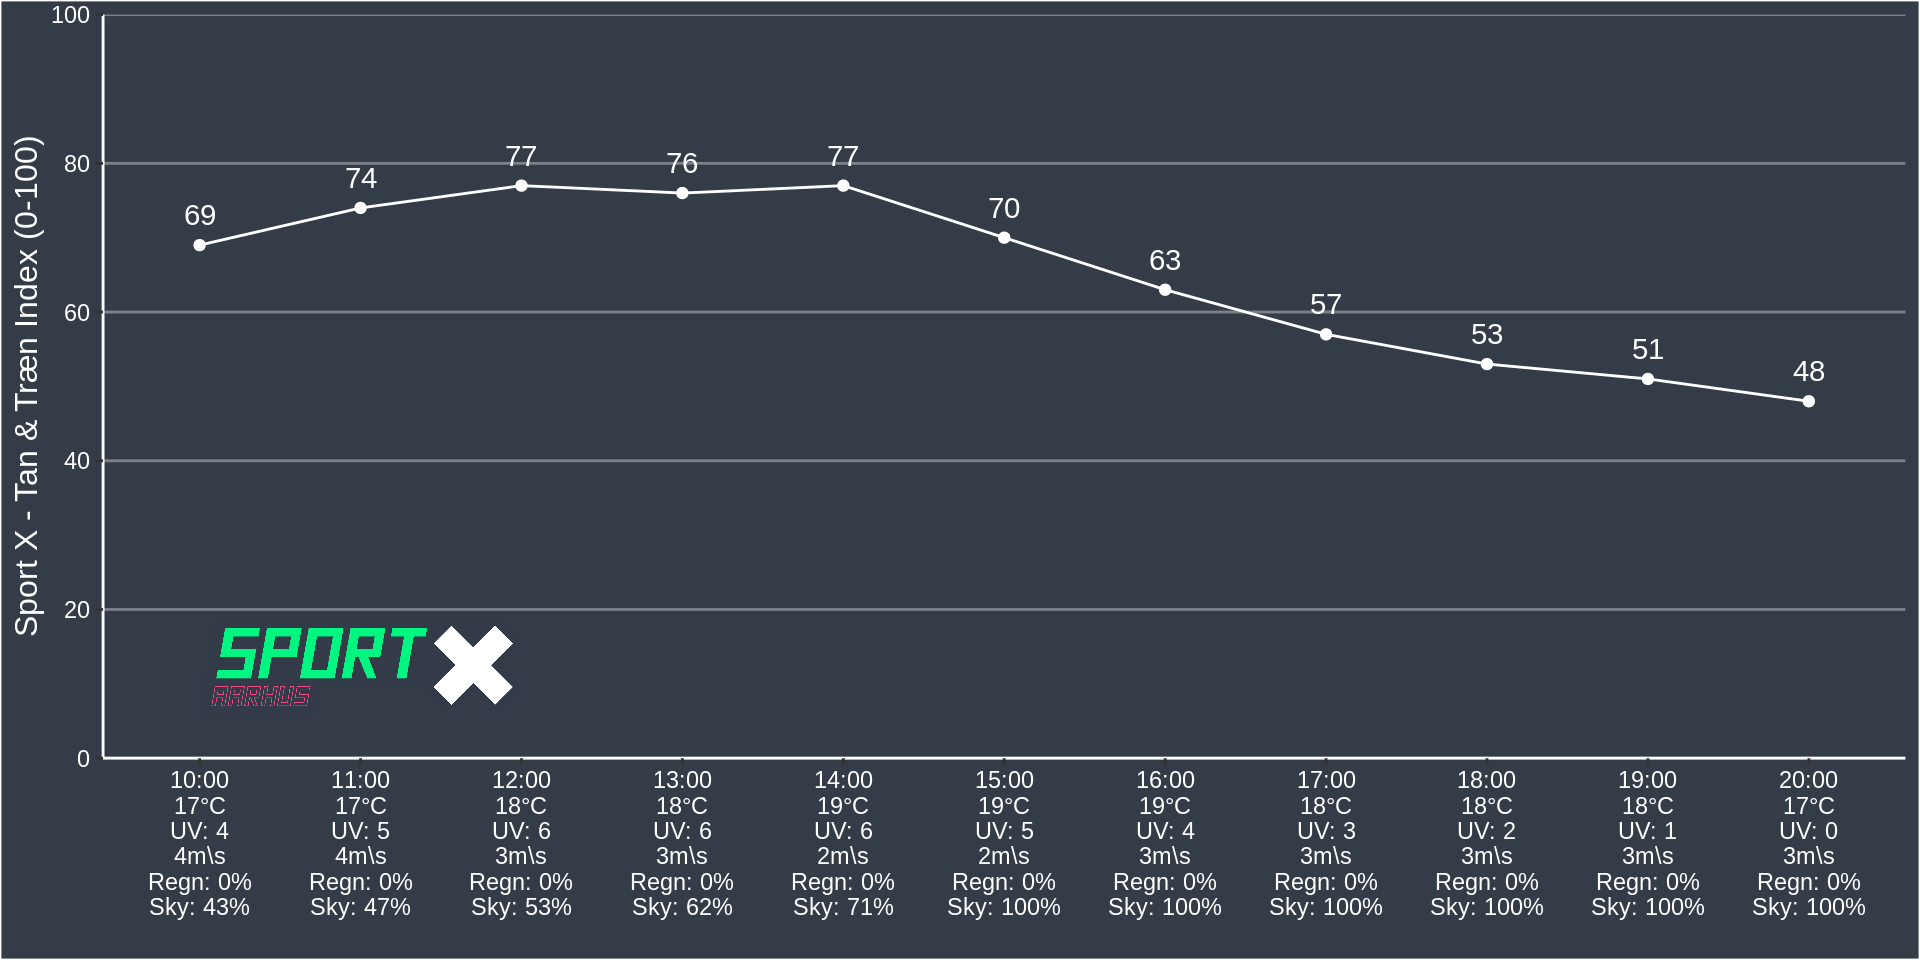 Sport X - Tan & Træn Index (0-100)
100
80
60
40
20
0
69
74
77
76
77
70
63
57
53
51
48
SPORT X
AARHUS
10:00 11:00 12:00 13:00 14:00 15:00 16:00 17:00 18:00 19:00 20:00
17°C 17°C 18°C 18°C 19°C 19°C 19°C 18°C 18°C 18°C 17°C
UV: 4 UV: 5 UV: 6 UV: 6 UV: 6 UV: 5 UV: 4 UV: 3 UV: 2 UV: 1 UV: 0
4m\s 4m\s 3m\s 3m\s 2m\s 2m\s 3m\s 3m\s 3m\s 3m\s 3m\s
Regn: 0% Regn: 0% Regn: 0% Regn: 0% Regn: 0% Regn: 0% Regn: 0% Regn: 0% Regn: 0% Regn: 0% Regn: 0%
Sky: 43% Sky: 47% Sky: 53% Sky: 62% Sky: 71% Sky: 100% Sky: 100% Sky: 100% Sky: 100% Sky: 100% Sky: 100%